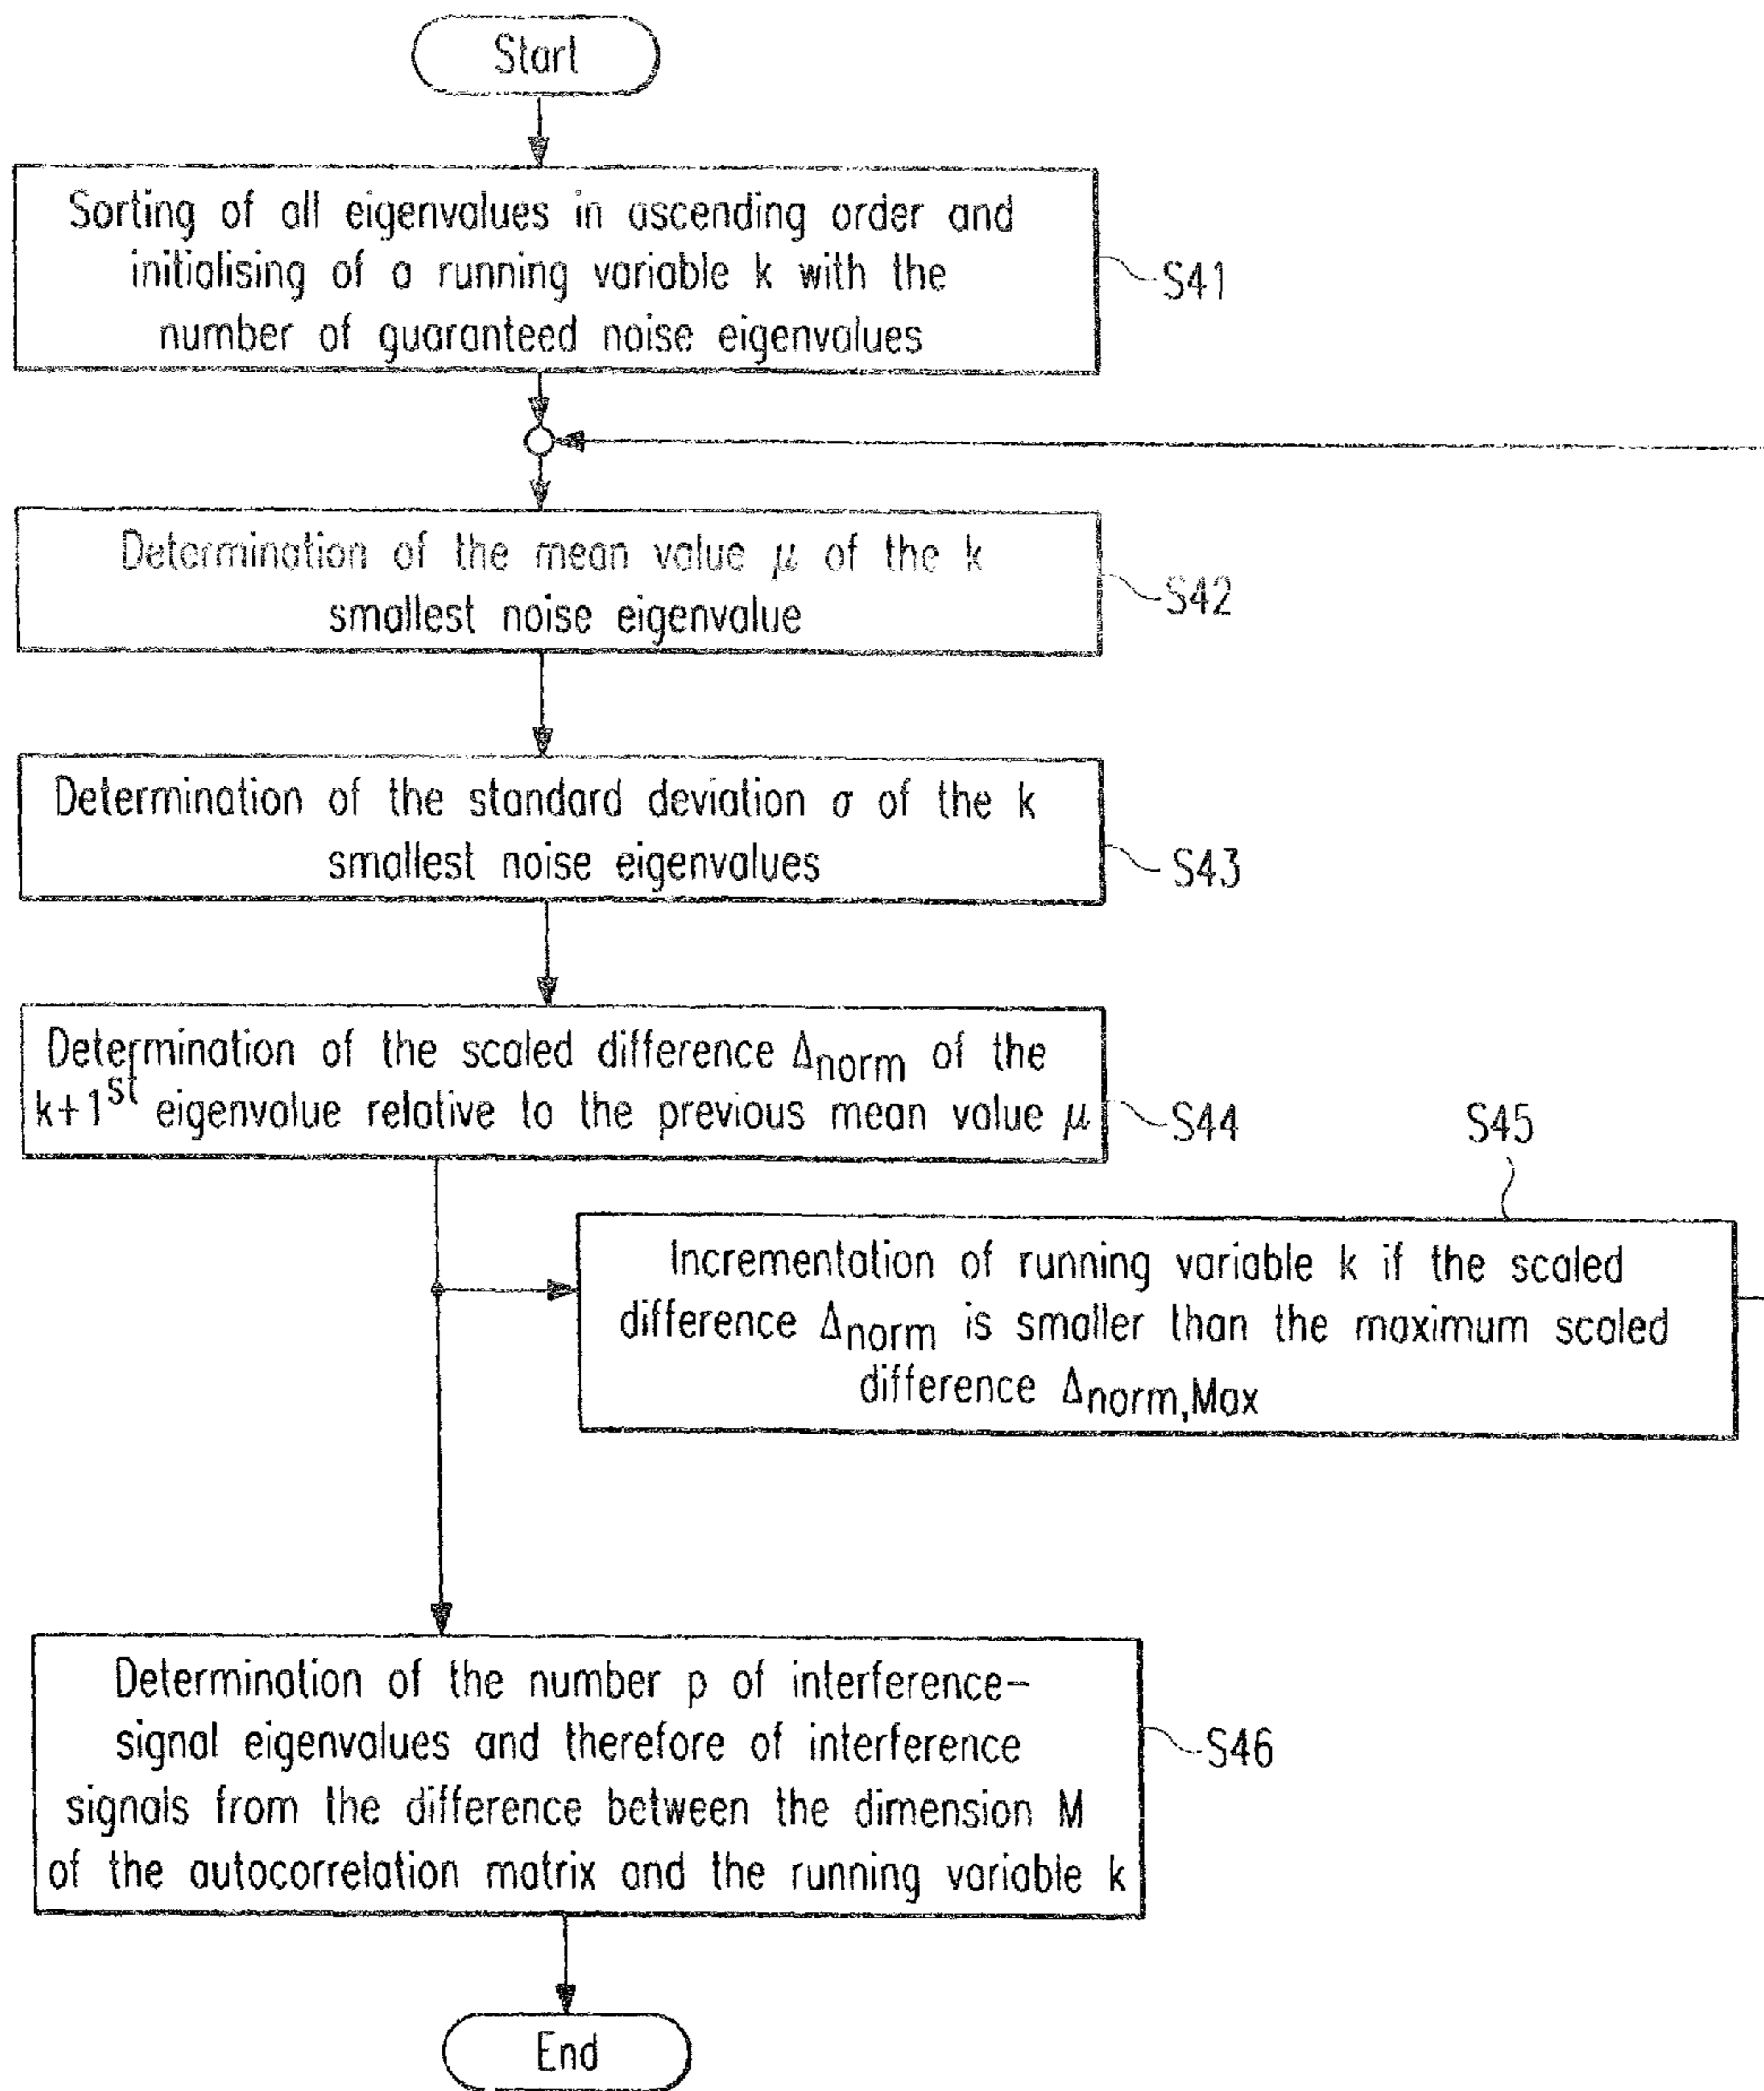 Start
Sorting of all eigenvalues in ascending order and
initialising of a running variable k with the
number of guaranteed noise eigenvalues
S41
Determination of the mean value μ of the k
smallest noise eigenvalue
S42
Determination of the standard deviation σ of the k
smallest noise eigenvalues
S43
Determination of the scaled difference Δnorm of the
k+1st eigenvalue relative to the previous mean value μ
S44
S45
Incrementation of running variable k if the scaled
difference Δnorm is smaller than the maximum scaled
difference Δnorm,Max
Determination of the number p of interference-
signal eigenvalues and therefore of interference
signals from the difference between the dimension M
of the autocorrelation matrix and the running variable k
S46
End